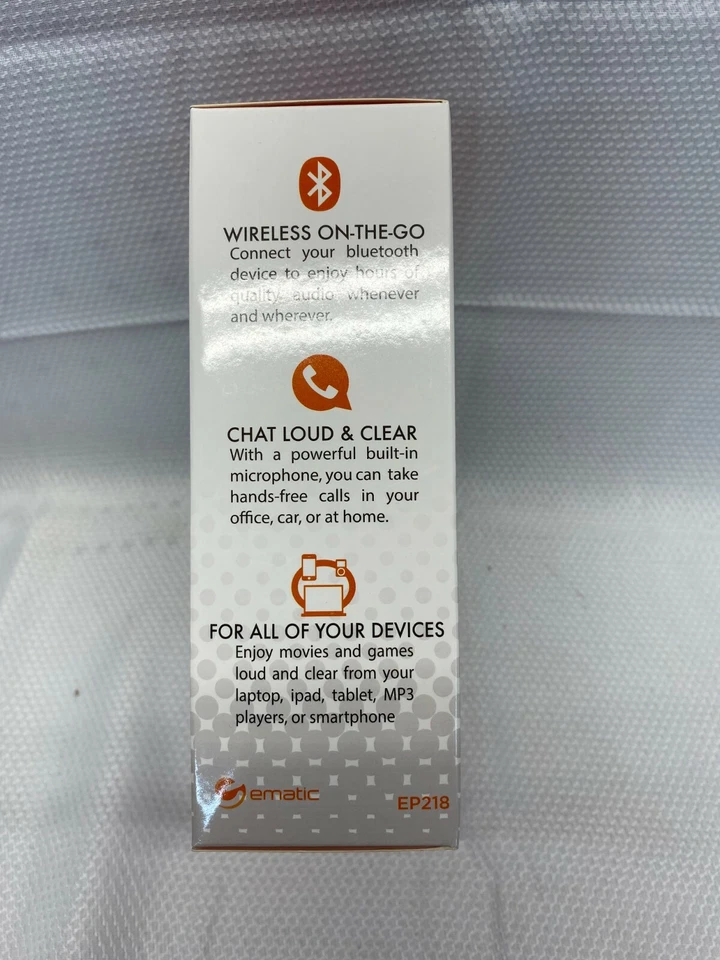 WIRELESS ON-THE-GO
Connect your bluetooth
device to enjoy hours of
quality audio whenever
and wherever.
CHAT LOUD & CLEAR
With a powerful built-in
microphone, you can take
hands-free calls in your
office, car, or at home.
FOR ALL OF YOUR DEVICES
Enjoy movies and games
loud and clear from your
laptop, ipad, tablet, MP3
players, or smartphone
ematic
EP218